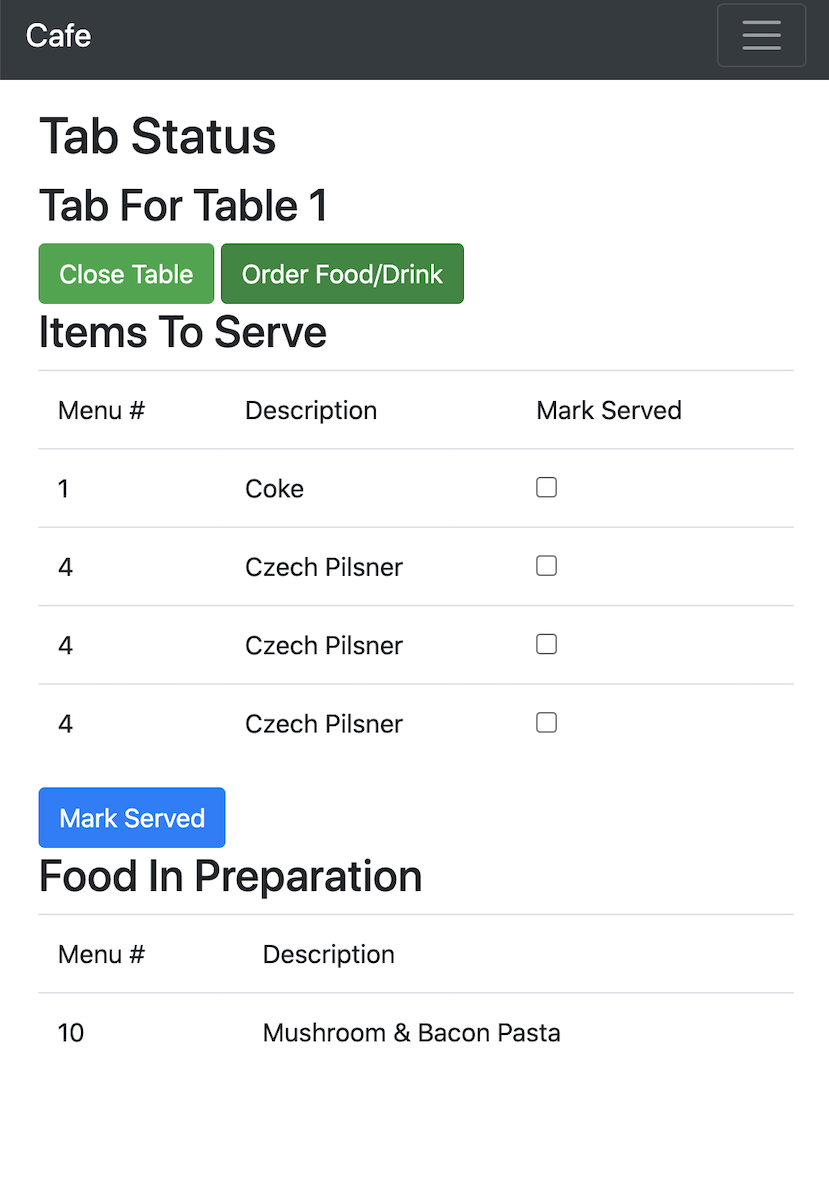 Cafe
Tab Status
Tab For Table 1
Close Table Order Food/Drink
Items To Serve
Menu # Description Mark Served
1 Coke
4 Czech Pilsner
4 Czech Pilsner
4 Czech Pilsner
Mark Served
Food In Preparation
Menu # Description
10 Mushroom & Bacon Pasta